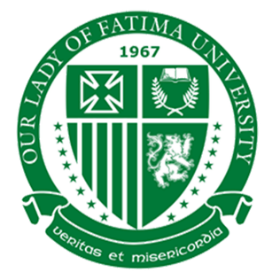 OUR LADY OF FATIMA UNIVERSITY
1967
veritas et misericordia